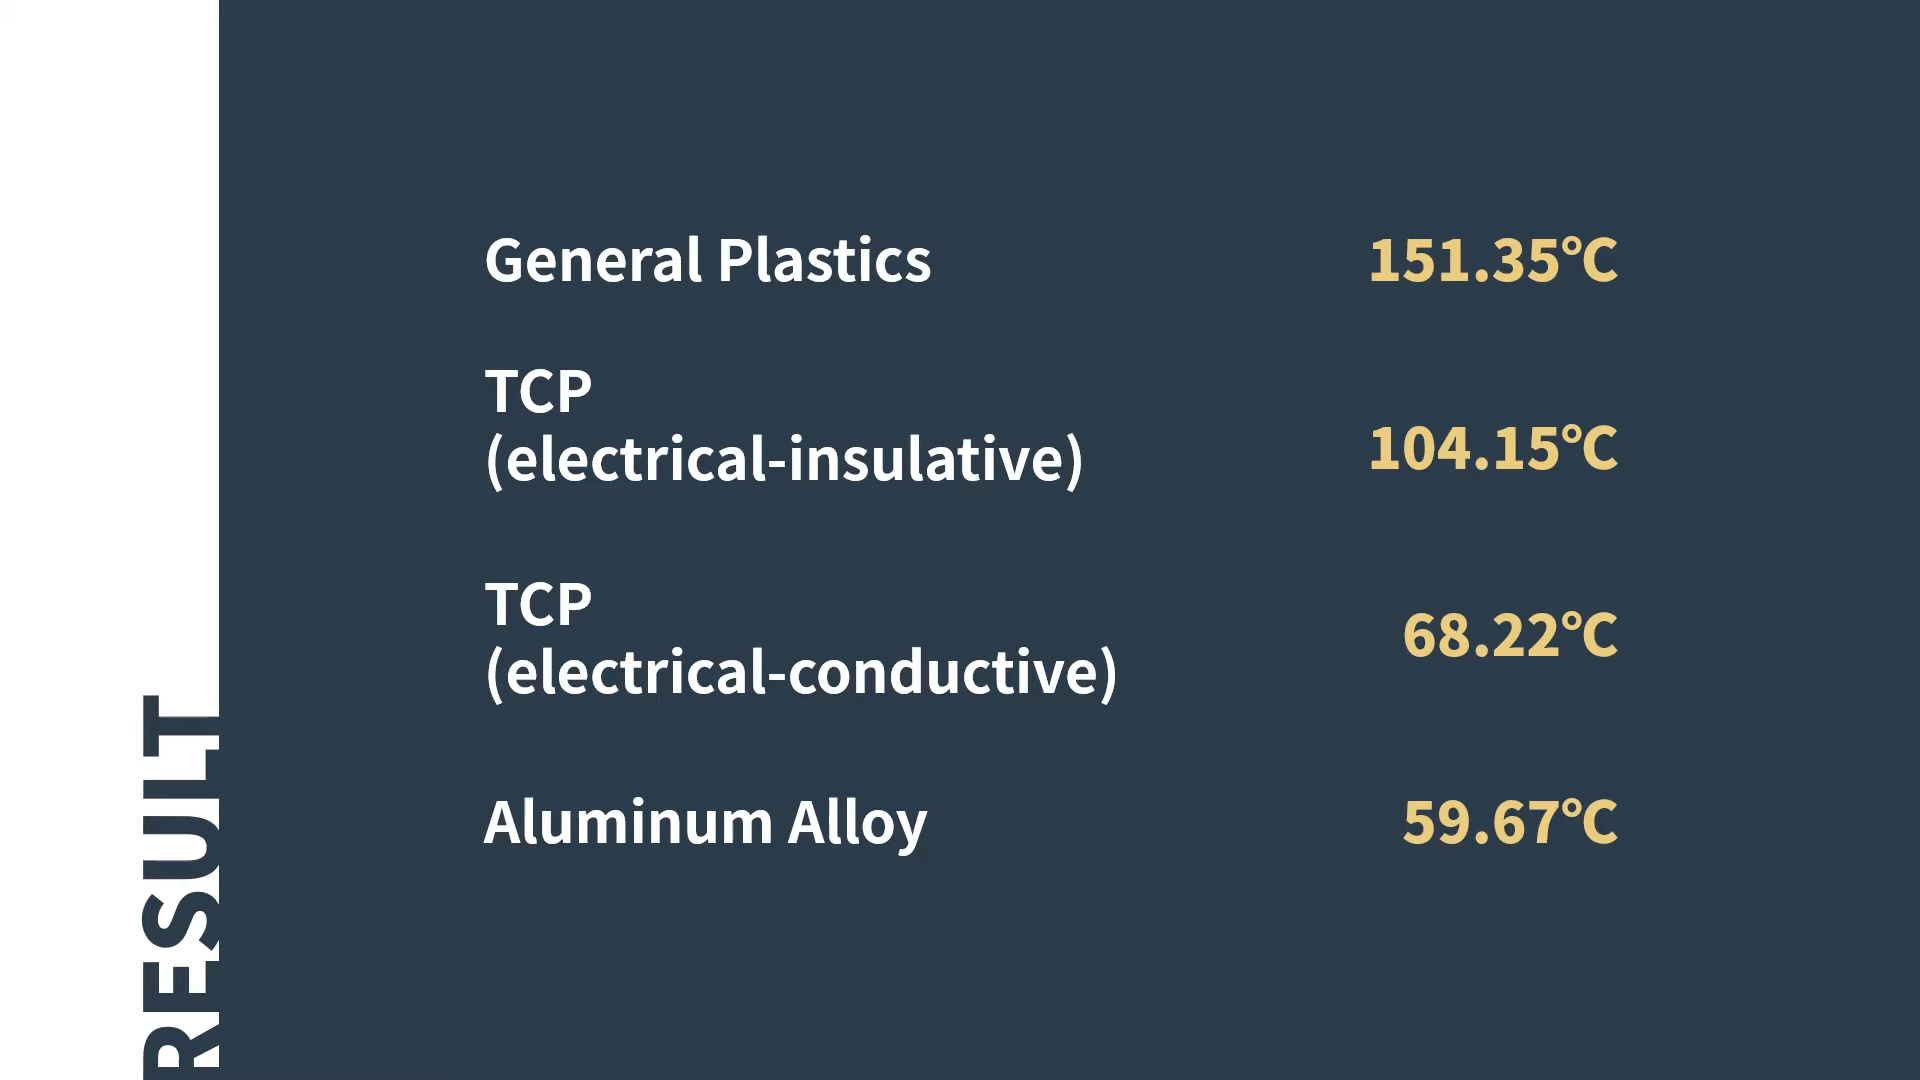 RESULT
General Plastics 151.35℃
TCP
(electrical-insulative) 104.15℃
TCP
(electrical-conductive) 68.22℃
Aluminum Alloy 59.67℃